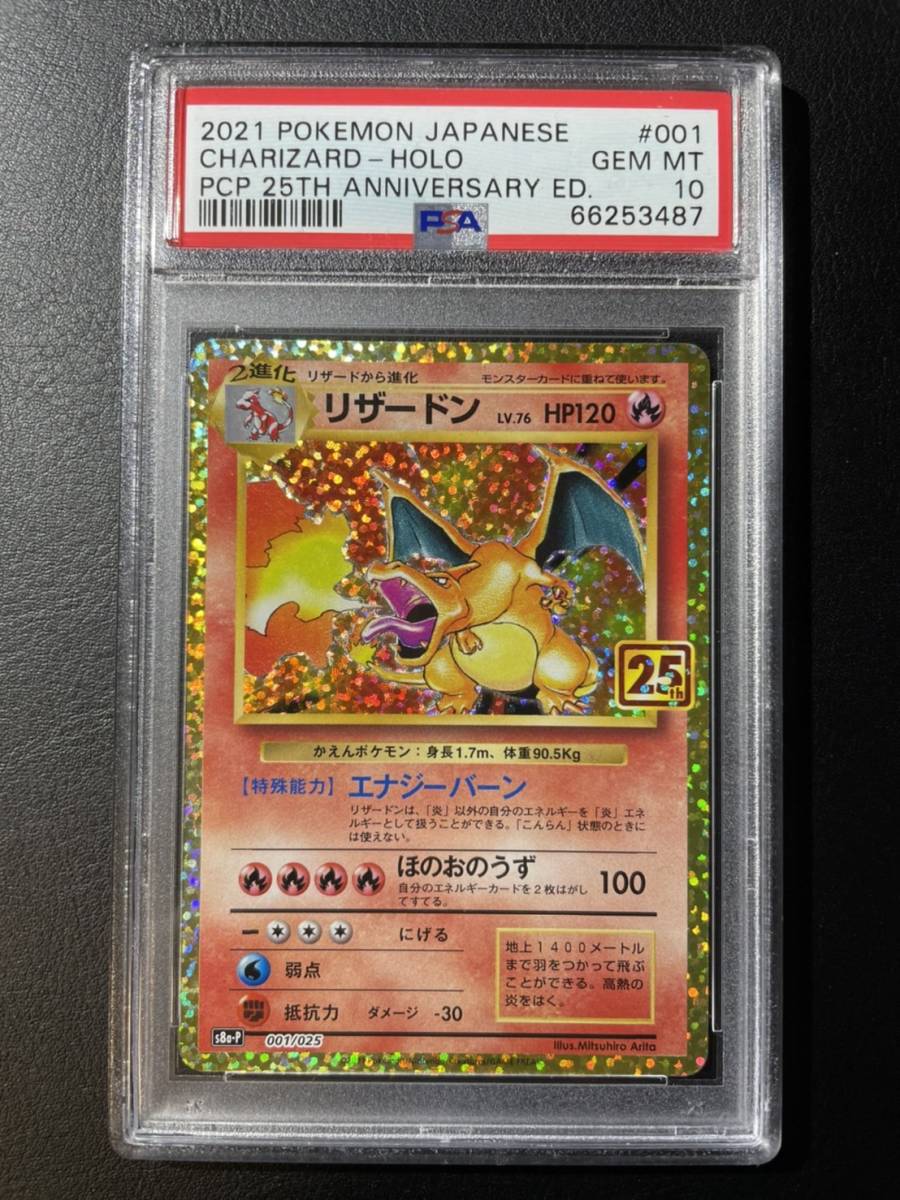 2021 POKEMON JAPANESE #001
CHARIZARD-HOLO GEM MT
PCP 25TH ANNIVERSARY ED. 10
PSA 66253487
2進化 リザードから進化 モンスターカードに重ねて使います。
リザードン LV.76 HP120
25th
かえんポケモン：身長1.7m、体重90.5Kg
【特殊能力】エナジーバーン
リザードンは、「炎」以外の自分のエネルギーを「炎」エネ
ルギーとして扱うことができる。「こんらん」状態のときに
は使えない。
ほのおのうず 100
自分のエネルギーカードを2枚はがし
てすてる。
にげる
弱点
抵抗力 ダメージ -30
地上1400メートル
まで羽をつかって飛ぶ
ことができる。高熱の
炎をはく。
s8a-P 001/025
Illus.Mitsuhiro Arita